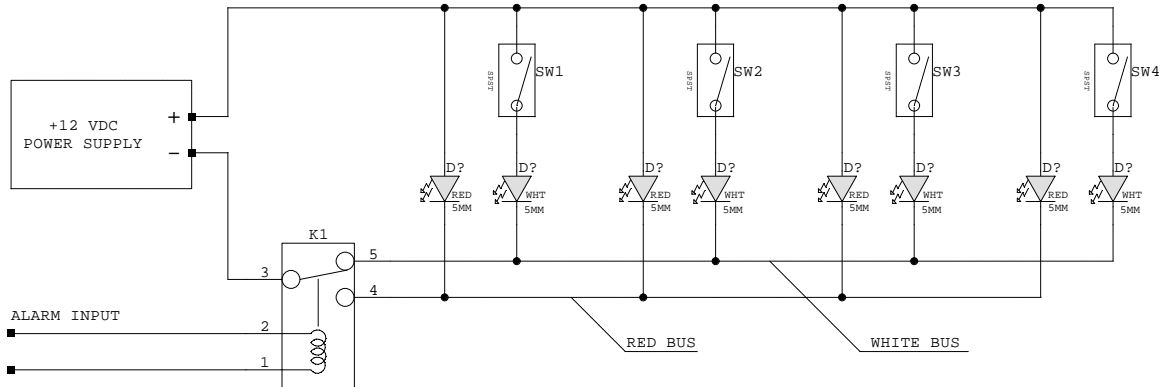 +12 VDC
POWER SUPPLY
+
−
SW1
SPST
SW2
SPST
SW3
SPST
SW4
SPST
D?
RED
5MM
D?
WHT
5MM
D?
RED
5MM
D?
WHT
5MM
D?
RED
5MM
D?
WHT
5MM
D?
RED
5MM
D?
WHT
5MM
K1
3
5
4
2
1
ALARM INPUT
RED BUS
WHITE BUS